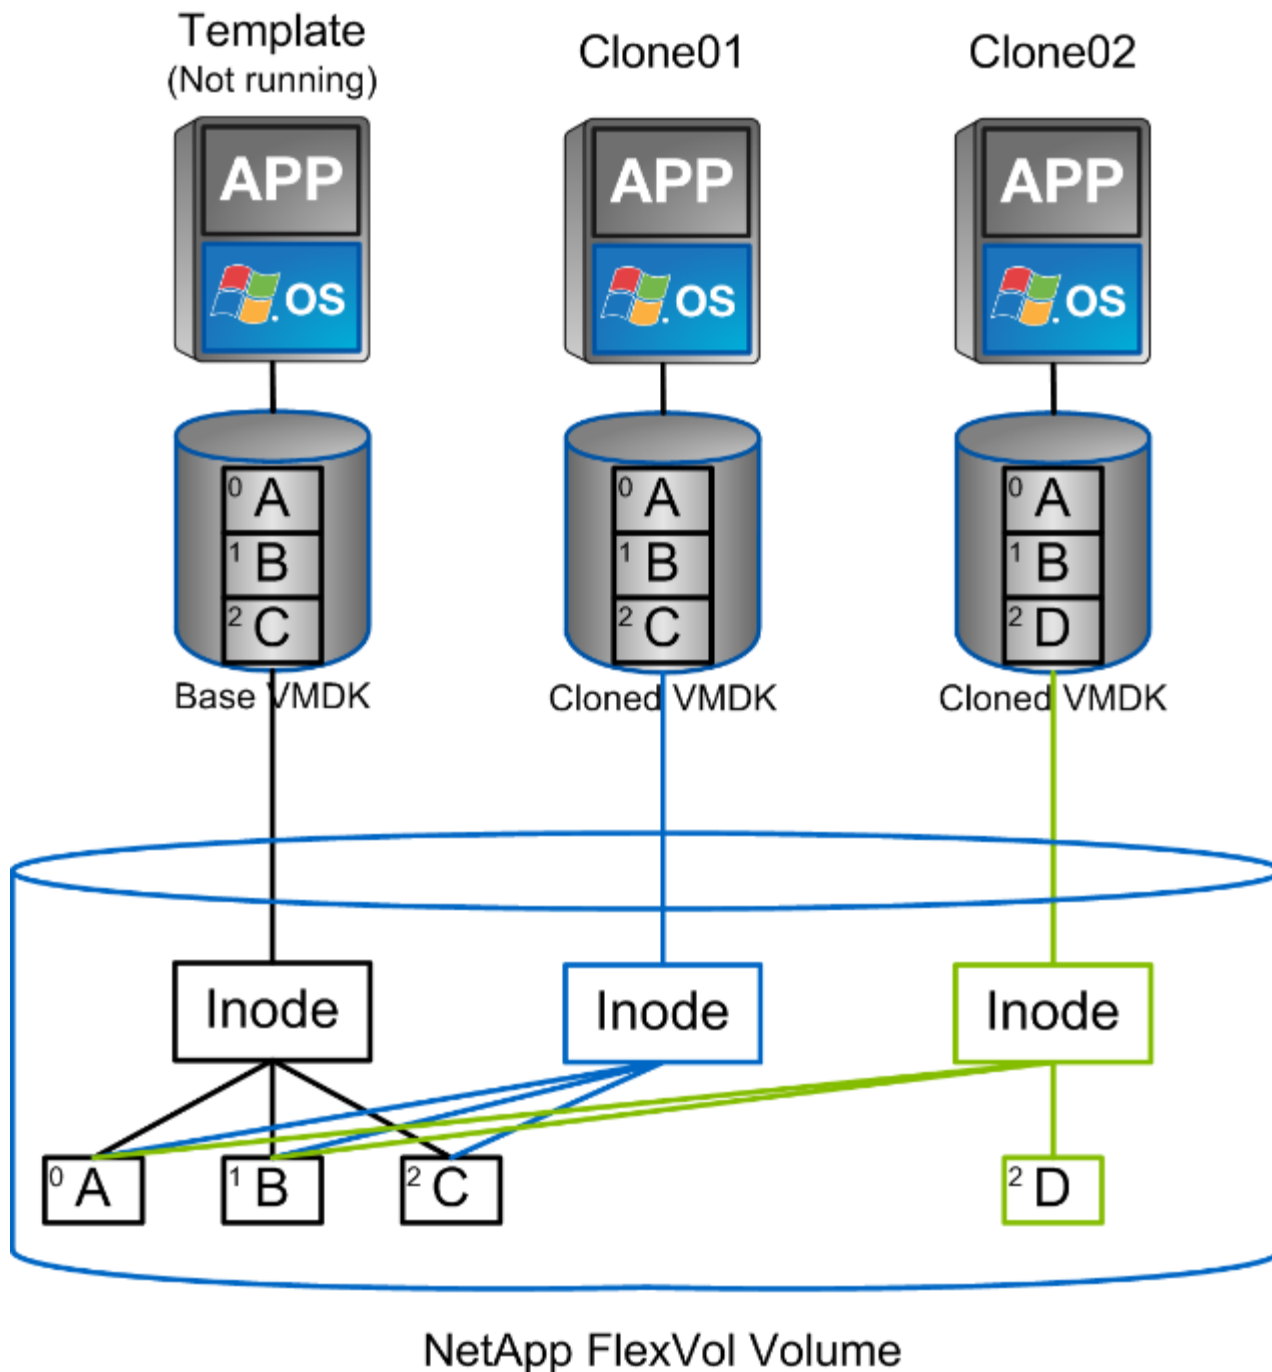 Template
(Not running)
Clone01
Clone02
APP
APP
APP
OS
OS
OS
0 A
1 B
2 C
0 A
1 B
2 C
0 A
1 B
2 D
Base VMDK
Cloned VMDK
Cloned VMDK
Inode
Inode
Inode
0 A
1 B
2 C
2 D
NetApp FlexVol Volume